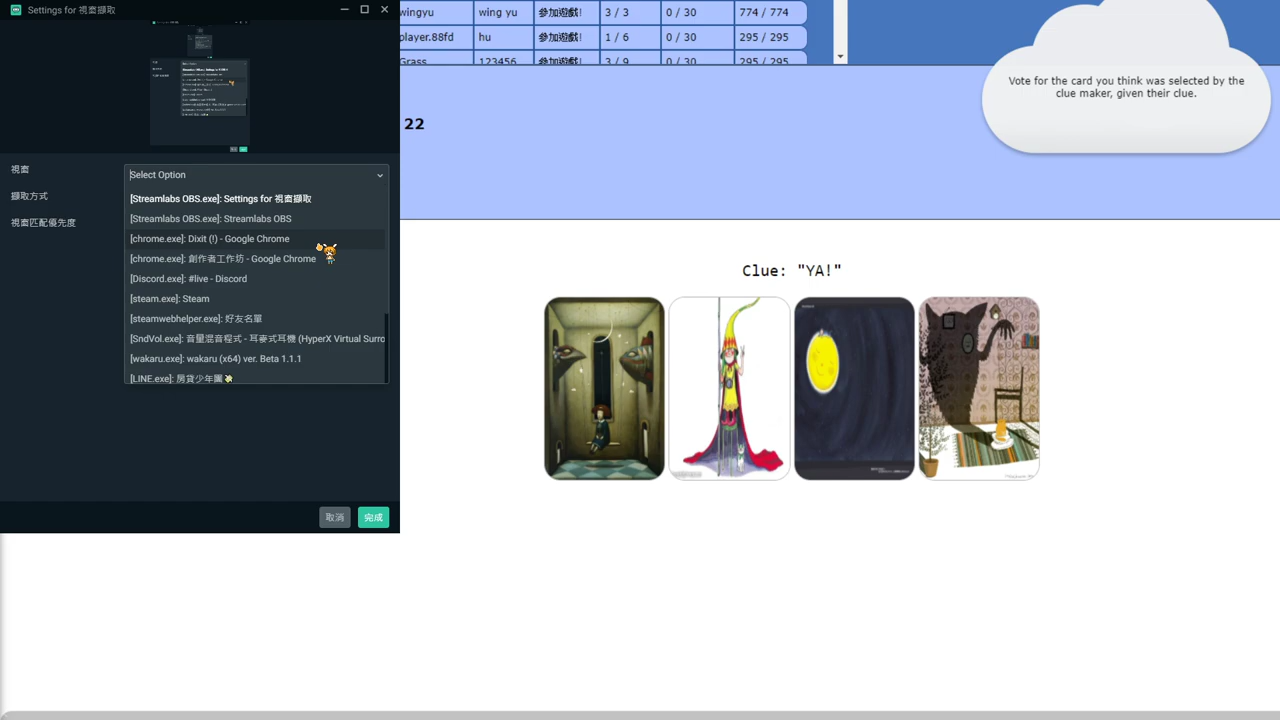 Settings for 視窗擷取
視窗
Select Option
擷取方式
視窗匹配優先度
[Streamlabs OBS.exe]: Settings for 視窗擷取
[Streamlabs OBS.exe]: Streamlabs OBS
[chrome.exe]: Dixit (!) - Google Chrome
[chrome.exe]: 創作者工作坊 - Google Chrome
[Discord.exe]: #live - Discord
[steam.exe]: Steam
[steamwebhelper.exe]: 好友名單
[SndVol.exe]: 音量混音程式 - 耳麥式耳機 (HyperX Virtual Surro
[wakaru.exe]: wakaru (x64) ver. Beta 1.1.1
[LINE.exe]: 房貸少年團
取消 完成
wingyu wing yu 參加遊戲! 3 / 3 0 / 30 774 / 774
player.88fd hu 參加遊戲! 1 / 6 0 / 30 295 / 295
Grass 123456 參加遊戲! 3 / 9 0 / 30 295 / 295
22
Vote for the card you think was selected by the
clue maker, given their clue.
Clue: "YA!"